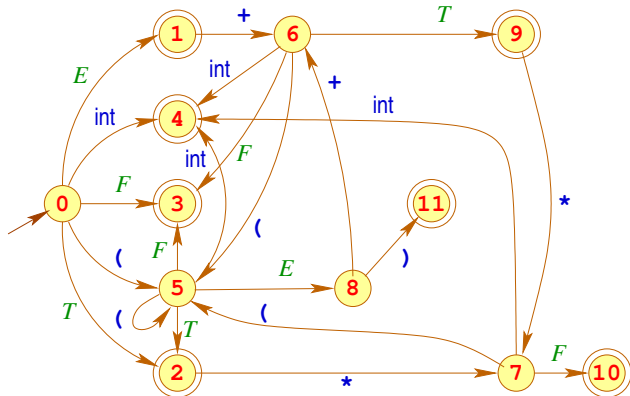 + T
1 6 9
E int + int
int 4
int F
F
0 3 11 *
( F ( E )
5 8
T ( T ( F
2 * 7 10